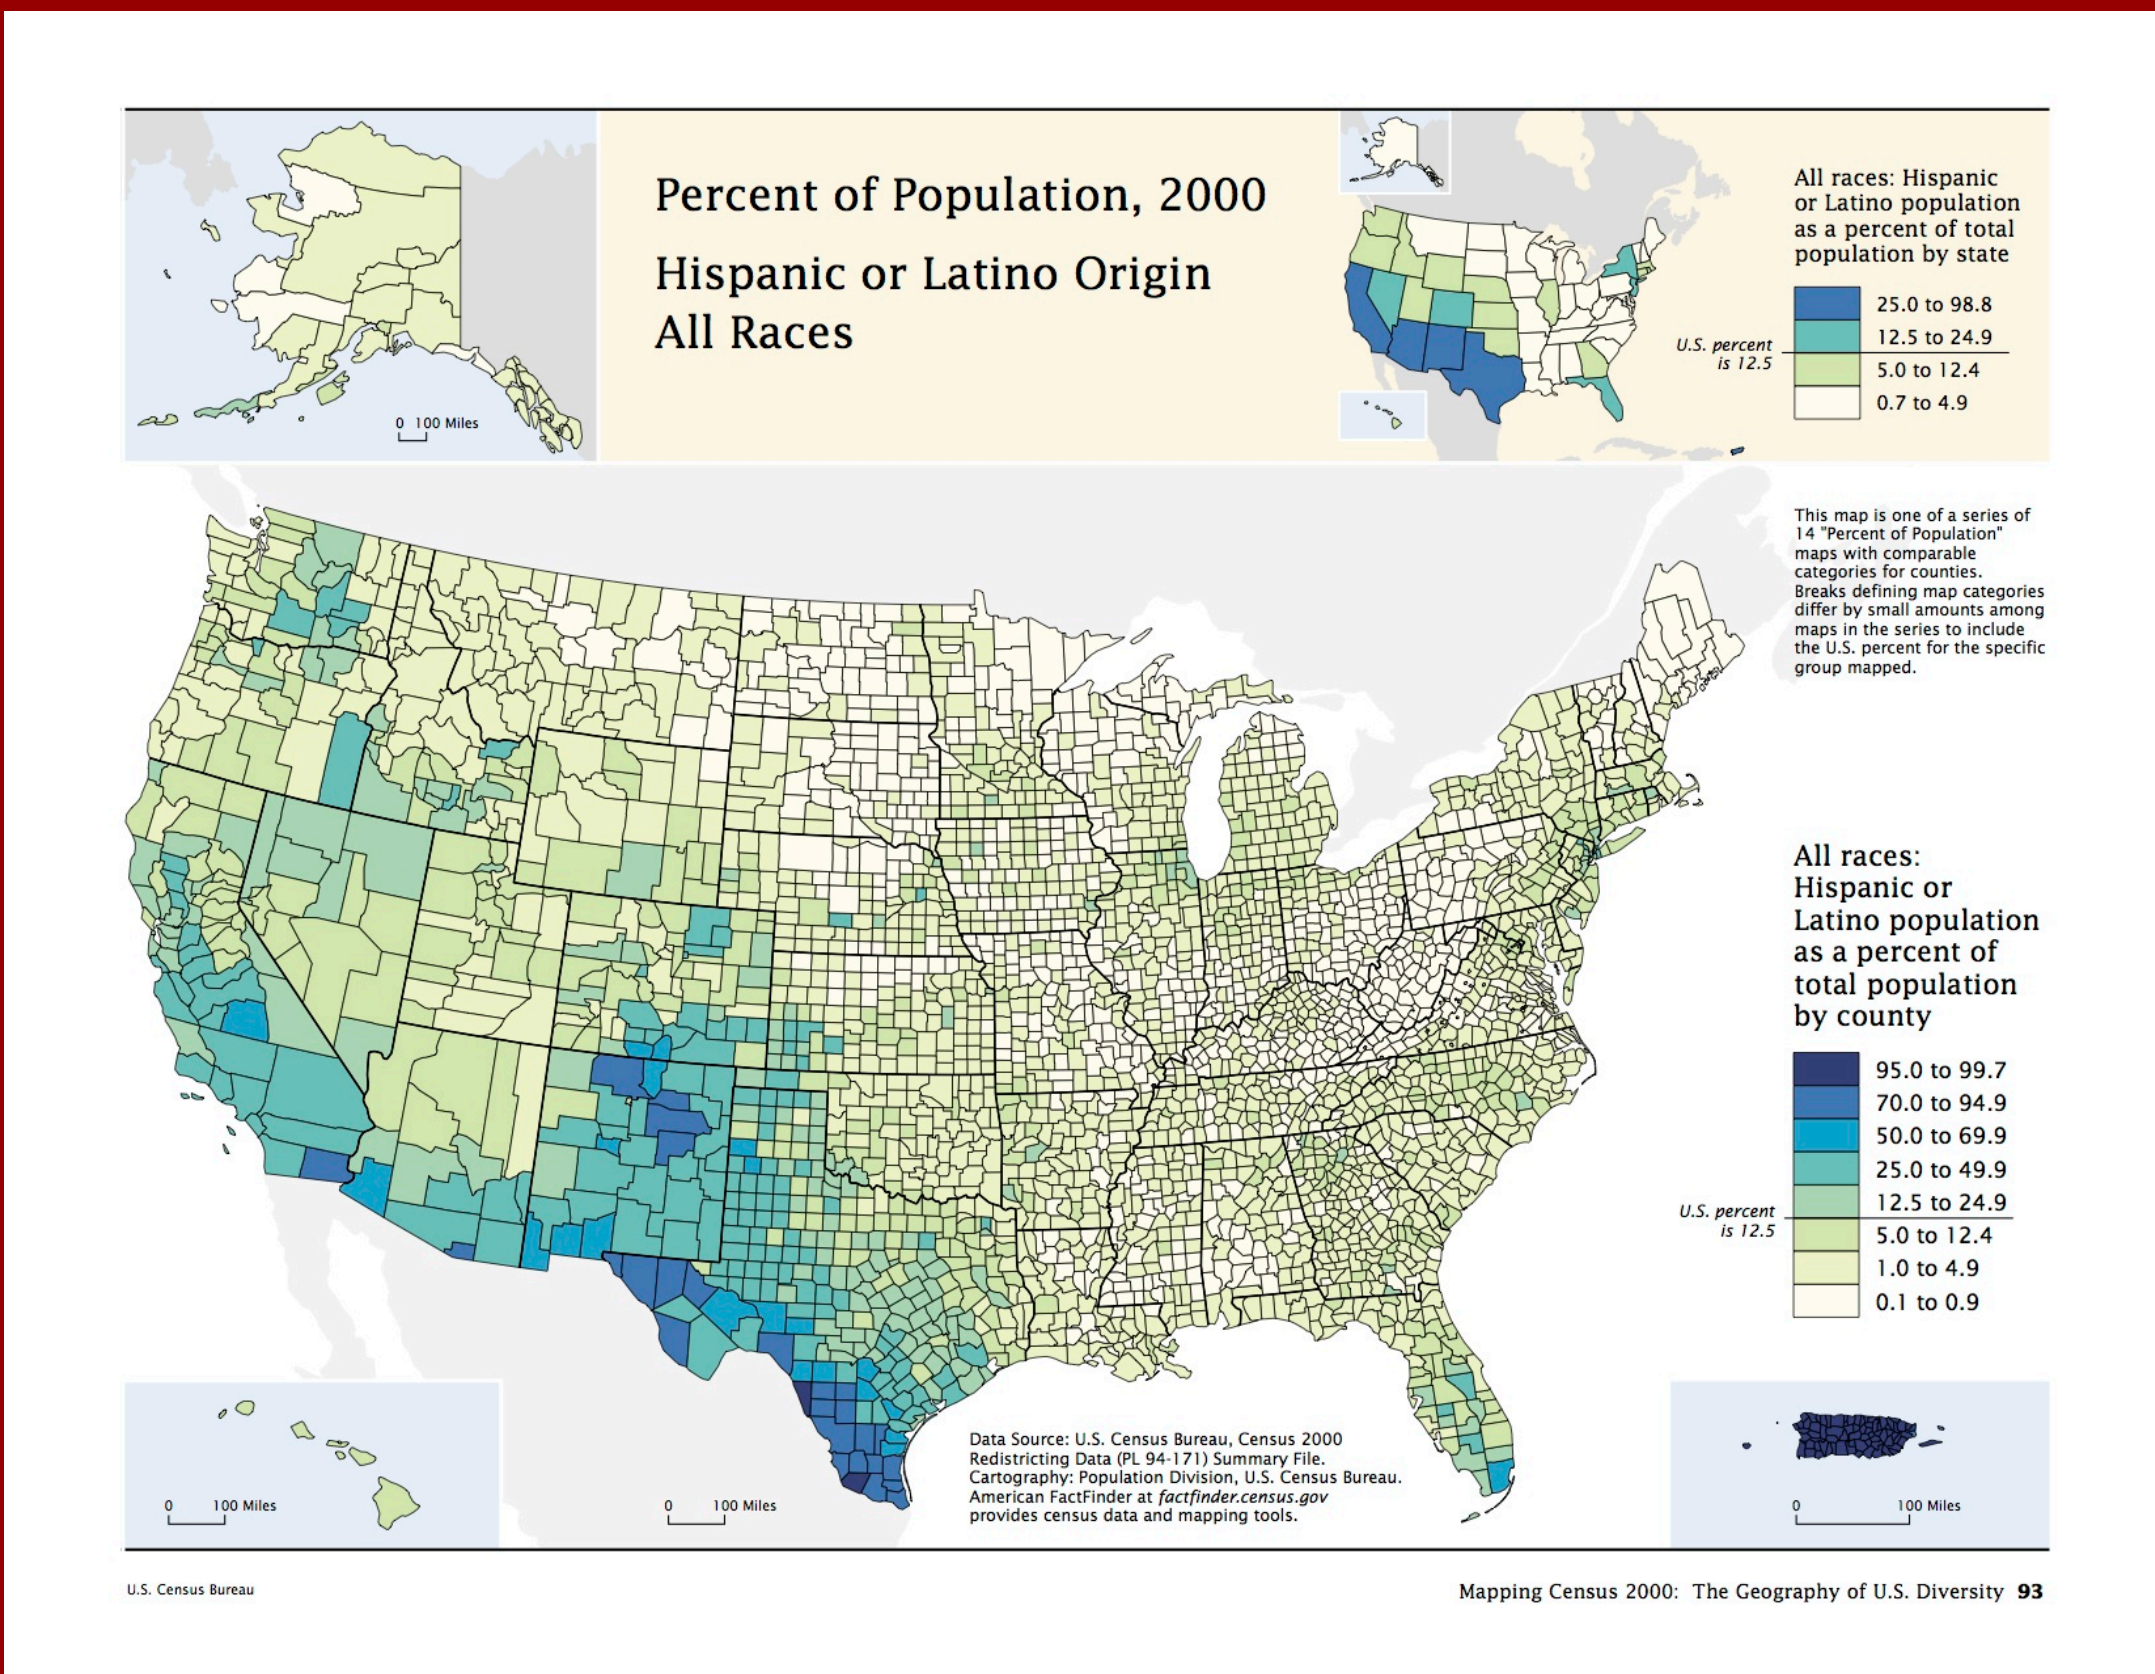 Percent of Population, 2000
Hispanic or Latino Origin
All Races
0 100 Miles
All races: Hispanic
or Latino population
as a percent of total
population by state
25.0 to 98.8
12.5 to 24.9
5.0 to 12.4
0.7 to 4.9
U.S. percent
is 12.5
This map is one of a series of
14 "Percent of Population"
maps with comparable
categories for counties.
Breaks defining map categories
differ by small amounts among
maps in the series to include
the U.S. percent for the specific
group mapped.
All races:
Hispanic or
Latino population
as a percent of
total population
by county
95.0 to 99.7
70.0 to 94.9
50.0 to 69.9
25.0 to 49.9
12.5 to 24.9
5.0 to 12.4
1.0 to 4.9
0.1 to 0.9
U.S. percent
is 12.5
0 100 Miles
0 100 Miles
Data Source: U.S. Census Bureau, Census 2000
Redistricting Data (PL 94-171) Summary File.
Cartography: Population Division, U.S. Census Bureau.
American FactFinder at factfinder.census.gov
provides census data and mapping tools.
0 100 Miles
U.S. Census Bureau
Mapping Census 2000: The Geography of U.S. Diversity 93